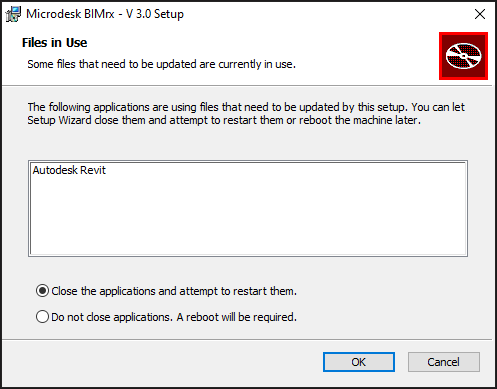 Microdesk BIMrx - V 3.0 Setup
Files in Use
Some files that need to be updated are currently in use.
The following applications are using files that need to be updated by this setup. You can let
Setup Wizard close them and attempt to restart them or reboot the machine later.
Autodesk Revit
Close the applications and attempt to restart them.
Do not close applications. A reboot will be required.
OK
Cancel